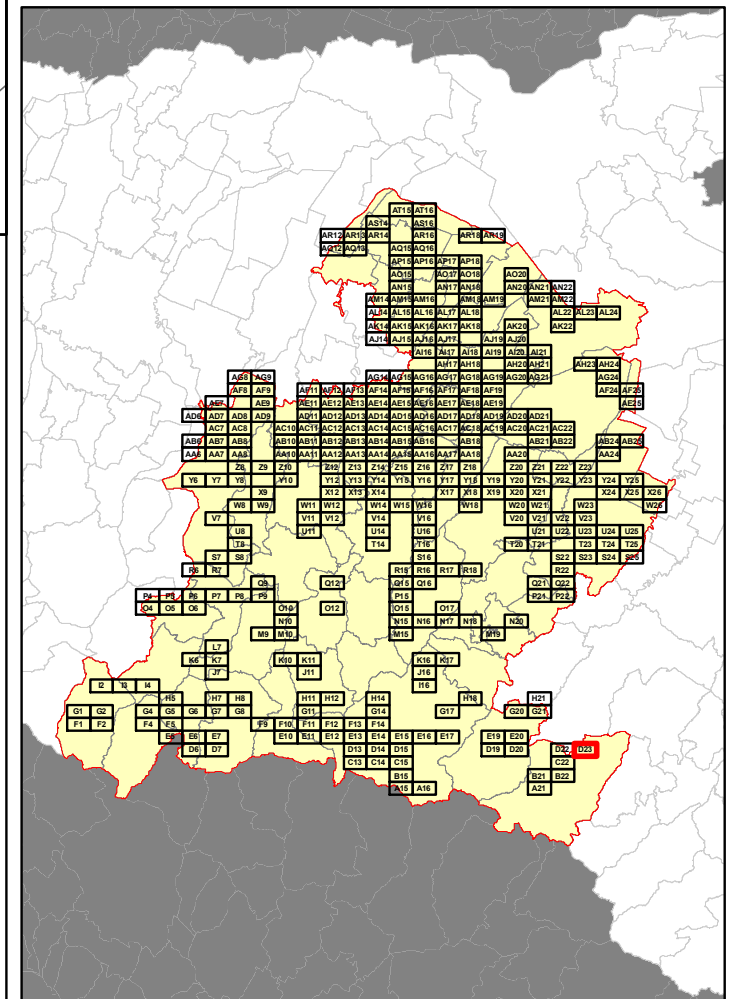 AT15 AT16
AS14 AS16
AR12 AR13 AR14 AR16 AR18 AR19
AQ12 AQ13 AQ15 AQ16
AP15 AP16 AP17 AP18
AO15 AO17 AO18 AO20
AN15 AN17 AN18 AN20 AN21 AN22
AM14 AM15 AM16 AM18 AM19 AM21 AM22
AL14 AL15 AL16 AL17 AL18 AL22 AL23 AL24
AK14 AK15 AK16 AK17 AK18 AK20 AK22
AJ14 AJ15 AJ16 AJ17 AJ19 AJ20
AI16 AI17 AI18 AI19 AI20 AI21
AH17 AH18 AH20 AH21 AH23 AH24
AG8 AG9 AG14 AG15 AG16 AG17 AG18 AG19 AG20 AG21 AG24
AF8 AF9 AF11 AF12 AF13 AF14 AF15 AF16 AF17 AF18 AF19 AF24 AF25
AE7 AE9 AE11 AE12 AE13 AE14 AE15 AE16 AE17 AE18 AE19 AE25
AD6 AD7 AD8 AD9 AD11 AD12 AD13 AD14 AD15 AD16 AD17 AD18 AD19 AD20 AD21
AC7 AC8 AC10 AC11 AC12 AC13 AC14 AC15 AC16 AC17 AC18 AC19 AC20 AC21 AC22
AB6 AB7 AB8 AB10 AB11 AB12 AB13 AB14 AB15 AB16 AB18 AB21 AB22 AB24 AB25
AA6 AA7 AA8 AA10 AA11 AA12 AA13 AA14 AA15 AA16 AA17 AA18 AA20 AA24
Z8 Z9 Z10 Z12 Z13 Z14 Z15 Z16 Z17 Z18 Z20 Z21 Z22 Z23
Y6 Y7 Y8 Y10 Y12 Y13 Y14 Y15 Y16 Y17 Y18 Y19 Y20 Y21 Y22 Y23 Y24 Y25
X9 X12 X13 X14 X17 X18 X19 X20 X21 X24 X25 X26
W8 W9 W11 W12 W14 W15 W16 W18 W20 W21 W23 W26
V7 V11 V12 V14 V16 V20 V21 V22 V23
U8 U11 U14 U16 U21 U22 U23 U24 U25
T8 T14 T16 T20 T21 T23 T24 T25
S7 S8 S16 S22 S23 S24 S25
R6 R7 R15 R16 R17 R18 R22
Q9 Q12 Q15 Q16 Q21 Q22
P4 P5 P6 P7 P8 P9 P15 P21 P22
O4 O5 O6 O10 O12 O15 O17
N10 N15 N16 N17 N18 N20
M9 M10 M15 M19
L7
K6 K7 K10 K11 K16 K17
J7 J11 J16
I2 I3 I4 I16
H5 H7 H8 H11 H12 H14 H18 H21
G1 G2 G4 G5 G6 G7 G8 G11 G14 G17 G20 G21
F1 F2 F4 F5 F9 F10 F11 F12 F13 F14
E5 E6 E7 E10 E11 E12 E13 E14 E15 E16 E17 E19 E20
D6 D7 D13 D14 D15 D19 D20 D22 D23
C13 C14 C15 C22
B15 B21 B22
A15 A16 A21